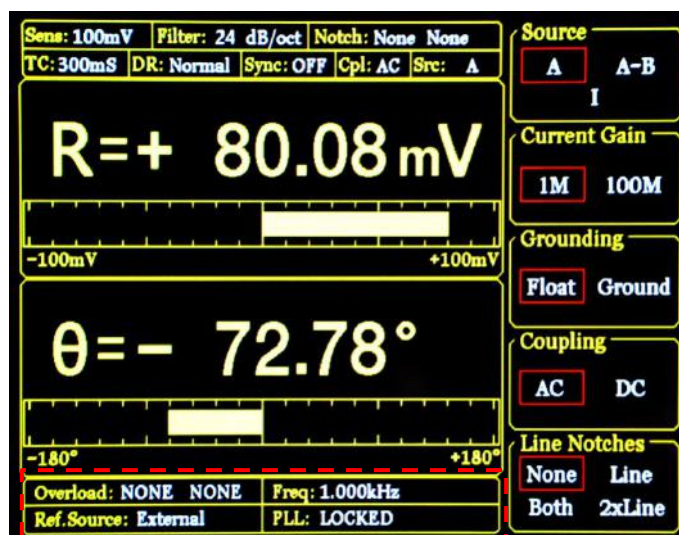 Sens: 100mV Filter: 24 dB/oct Notch: None None
TC: 300mS DR: Normal Sync: OFF Cpl: AC Src: A
R=+ 80.08 mV
-100mV +100mV
θ=- 72.78°
-180° +180°
Overload: NONE NONE Freq: 1.000kHz
Ref.Source: External PLL: LOCKED
Source
A A-B
I
Current Gain
1M 100M
Grounding
Float Ground
Coupling
AC DC
Line Notches
None Line
Both 2xLine